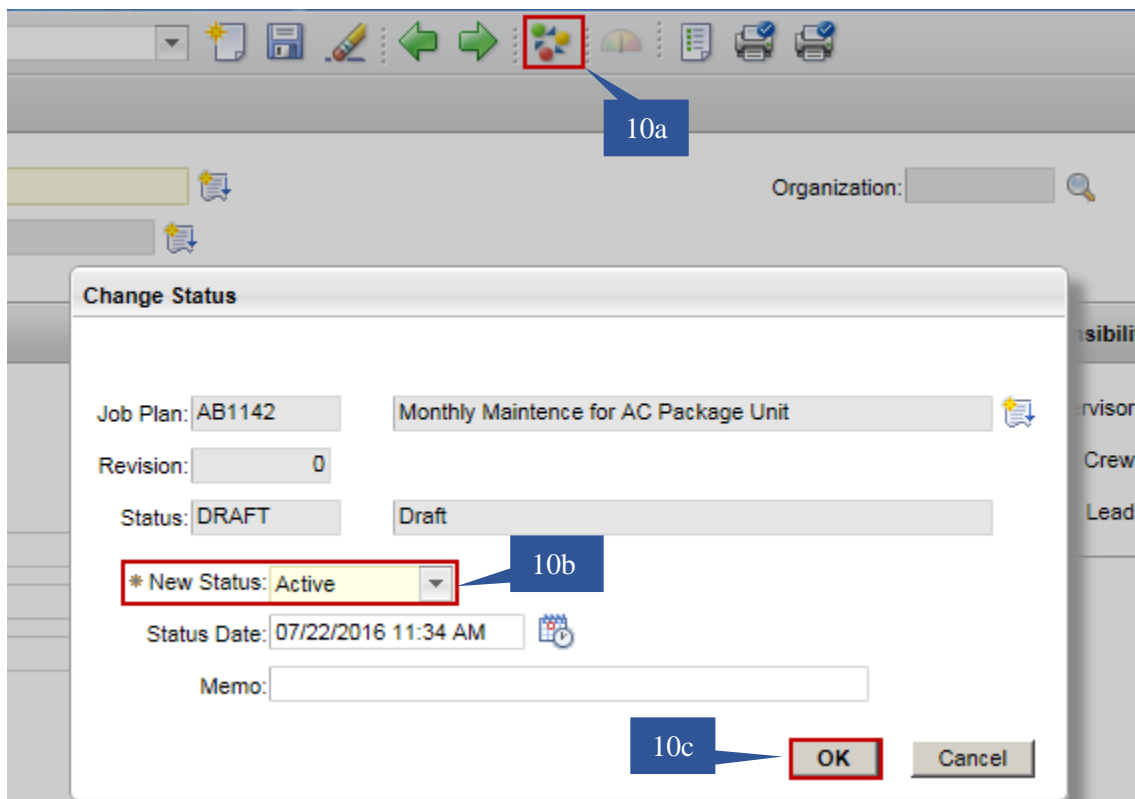 10a
Organization:
Change Status
nsibili
Job Plan: AB1142 Monthly Maintence for AC Package Unit
rvisor
Revision: 0
Crew
Status: DRAFT Draft
Lead
10b
* New Status: Active
Status Date: 07/22/2016 11:34 AM
Memo:
10c
OK Cancel